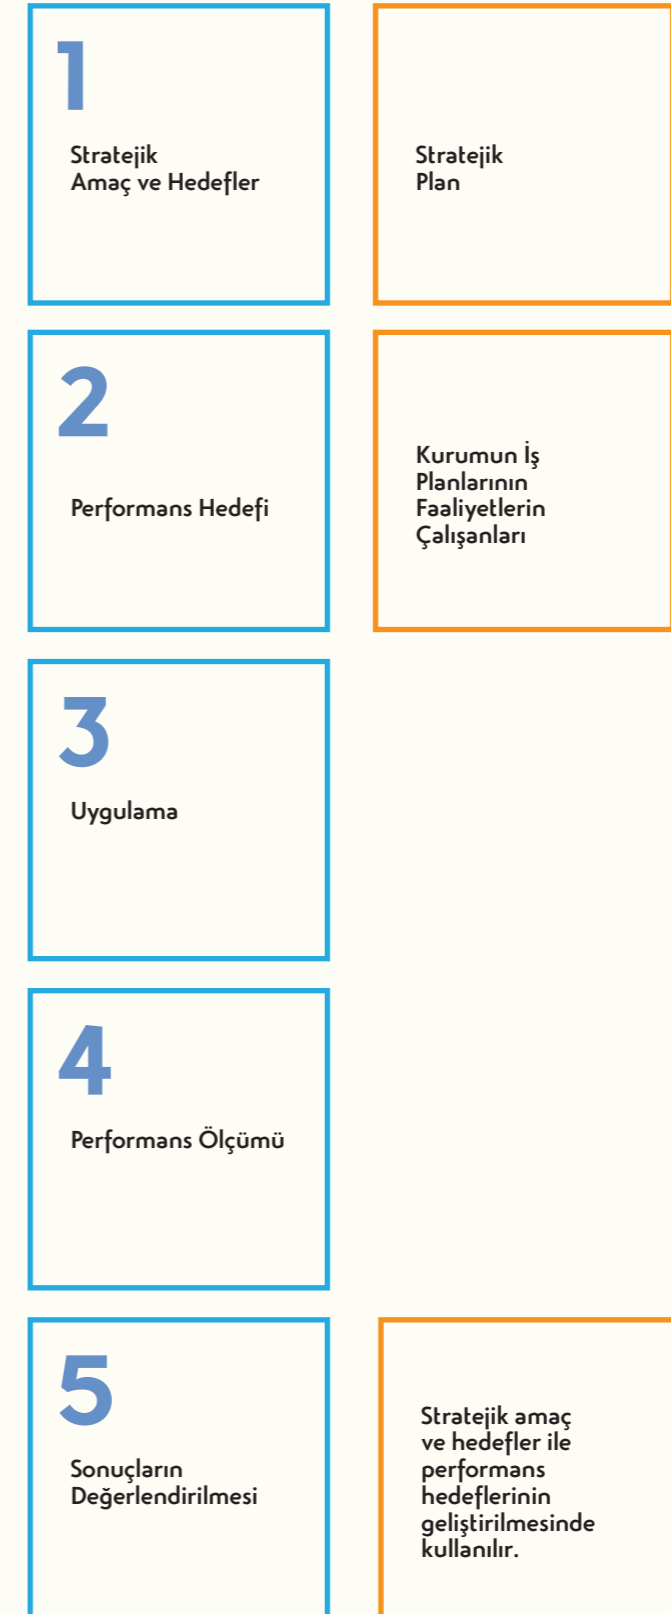 1
Stratejik
Amaç ve Hedefler
Stratejik
Plan
2
Performans Hedefi
Kurumun İş
Planlarının
Faaliyetlerin
Çalışanları
3
Uygulama
4
Performans Ölçümü
5
Sonuçların
Değerlendirilmesi
Stratejik amaç
ve hedefler ile
performans
hedeflerinin
geliştirilmesinde
kullanılır.